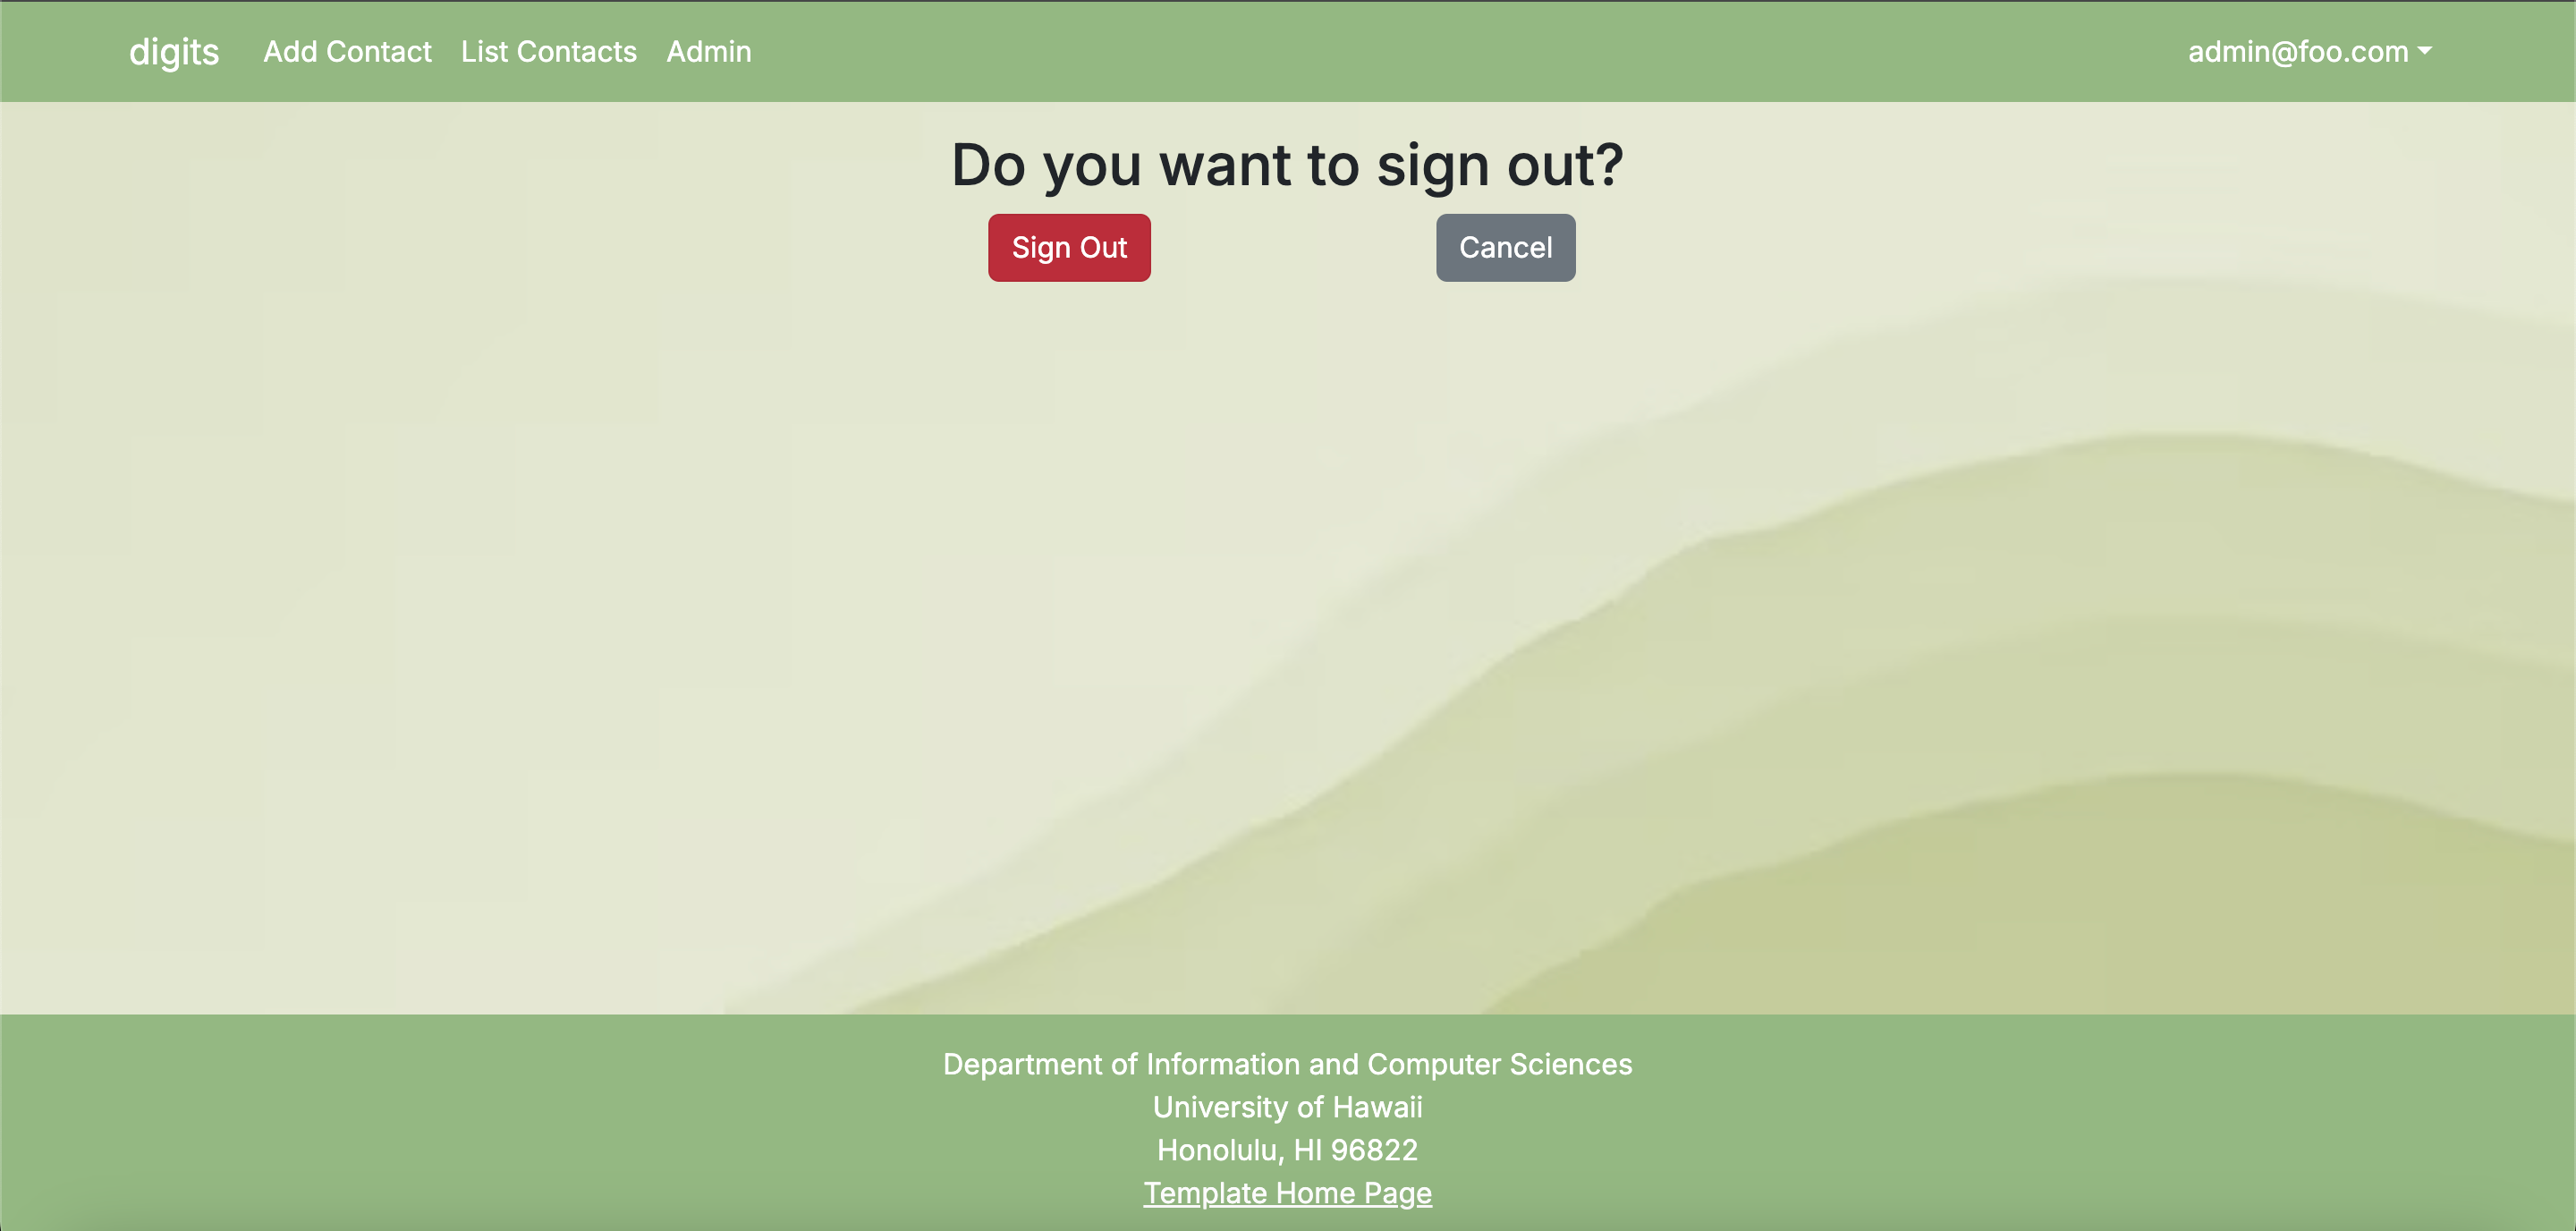 digits Add Contact List Contacts Admin admin@foo.com
Do you want to sign out?
Sign Out Cancel
Department of Information and Computer Sciences
University of Hawaii
Honolulu, HI 96822
Template Home Page